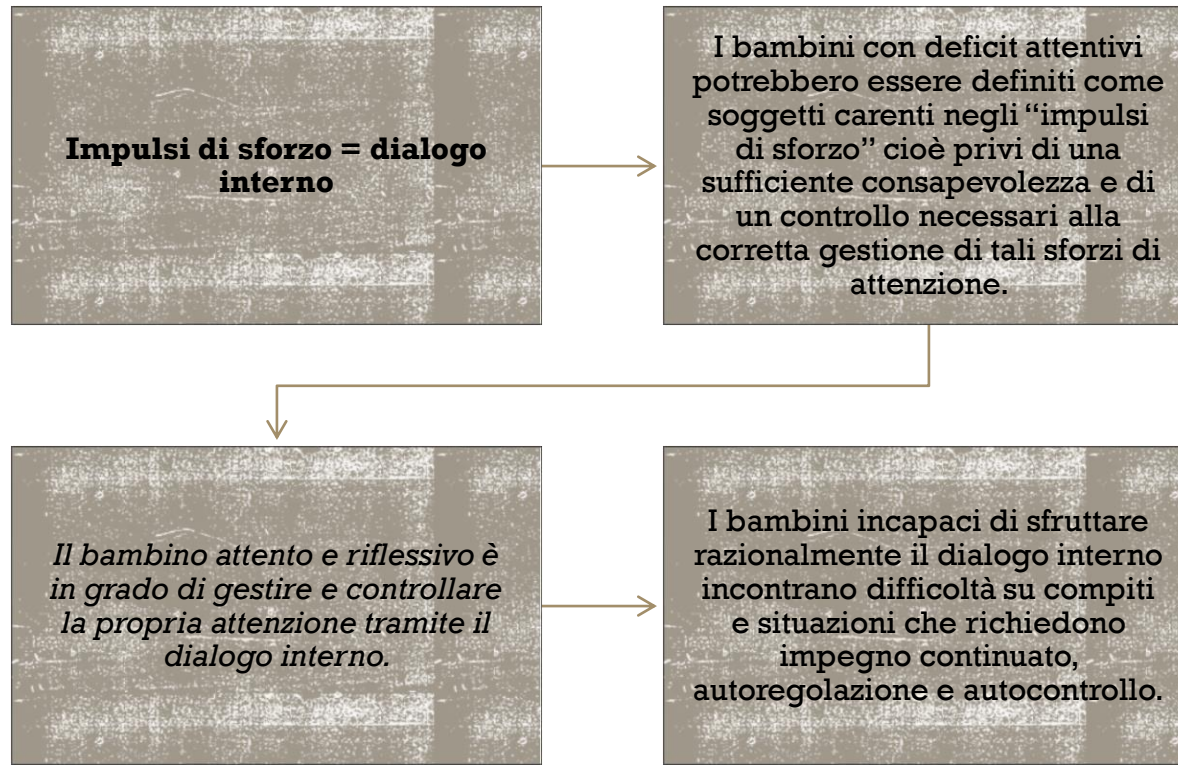 Impulsi di sforzo = dialogo
interno
I bambini con deficit attentivi
potrebbero essere definiti come
soggetti carenti negli “impulsi
di sforzo” cioè privi di una
sufficiente consapevolezza e di
un controllo necessari alla
corretta gestione di tali sforzi di
attenzione.
Il bambino attento e riflessivo è
in grado di gestire e controllare
la propria attenzione tramite il
dialogo interno.
I bambini incapaci di sfruttare
razionalmente il dialogo interno
incontrano difficoltà su compiti
e situazioni che richiedono
impegno continuato,
autoregolazione e autocontrollo.